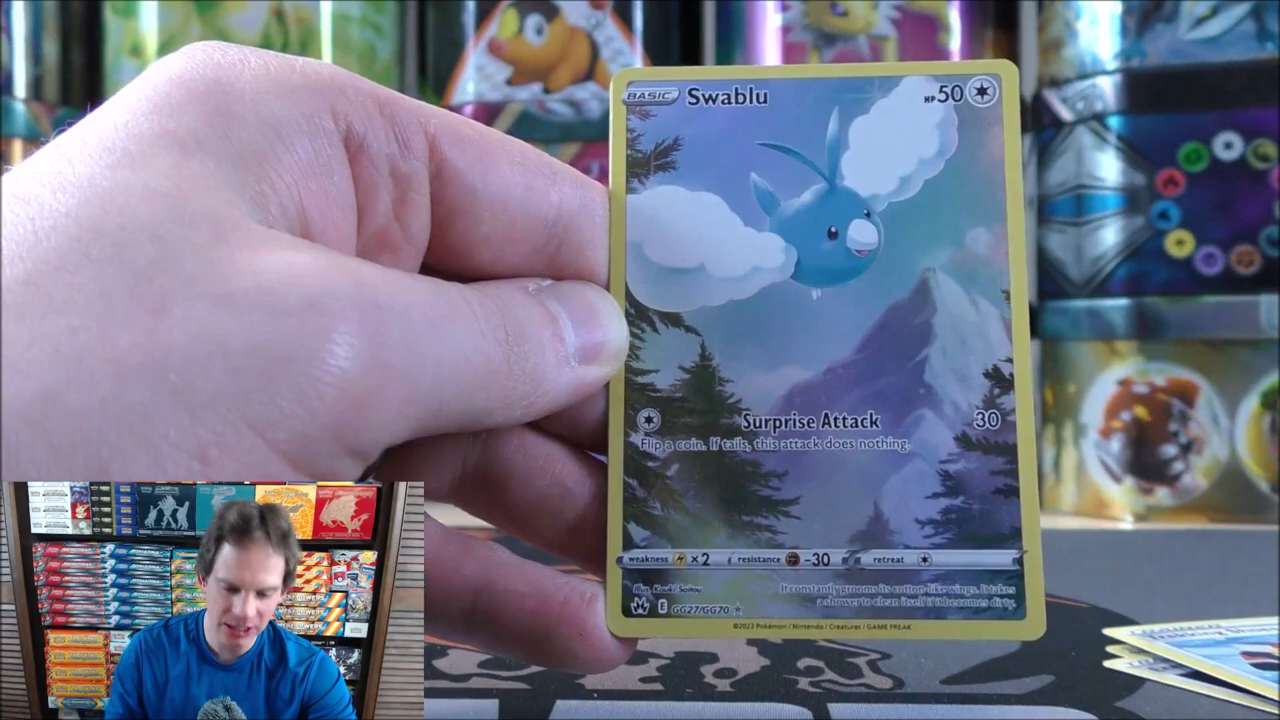 BASIC Swablu HP 50
Surprise Attack 30
Flip a coin. If tails, this attack does nothing.
weakness ×2 resistance -30 retreat
Illus. Kouki Saitou
It constantly grooms its cotton-like wings. It takes
a shower to clean itself if it becomes dirty.
E GG27/GG70
©2023 Pokémon / Nintendo / Creatures / GAME FREAK